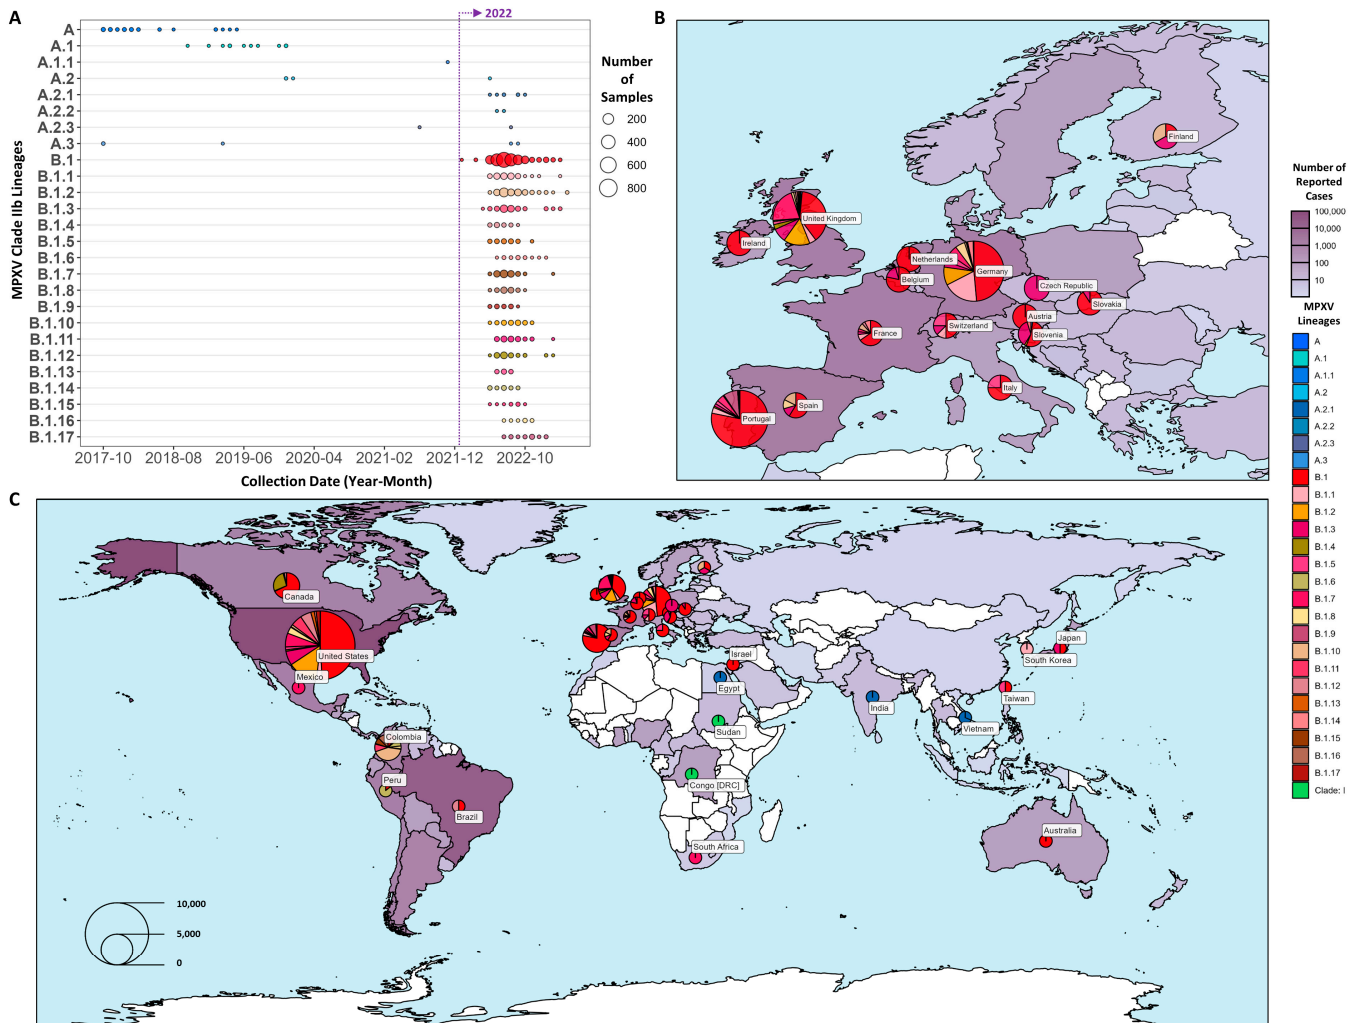 A
2022
MPXV Clade IIb Lineages
A
A.1
A.1.1
A.2
A.2.1
A.2.2
A.2.3
A.3
B.1
B.1.1
B.1.2
B.1.3
B.1.4
B.1.5
B.1.6
B.1.7
B.1.8
B.1.9
B.1.10
B.1.11
B.1.12
B.1.13
B.1.14
B.1.15
B.1.16
B.1.17
2017-10 2018-08 2019-06 2020-04 2021-02 2021-12 2022-10
Collection Date (Year-Month)
Number
of
Samples
200
400
600
800
B
Finland
United Kingdom
Ireland
Netherlands
Germany
Belgium
Czech Republic
Slovakia
Austria
Switzerland
France
Slovenia
Italy
Spain
Portugal
Number of
Reported
Cases
100,000
10,000
1,000
100
10
MPXV
Lineages
A
A.1
A.1.1
A.2
A.2.1
A.2.2
A.2.3
A.3
B.1
B.1.1
B.1.2
B.1.3
B.1.4
B.1.5
B.1.6
B.1.7
B.1.8
B.1.9
B.1.10
B.1.11
B.1.12
B.1.13
B.1.14
B.1.15
B.1.16
B.1.17
Clade: I
C
Canada
United States
Mexico
Colombia
Peru
Brazil
Israel
Egypt
Sudan
Congo [DRC]
South Africa
India
Vietnam
Taiwan
Japan
South Korea
Australia
10,000
5,000
0